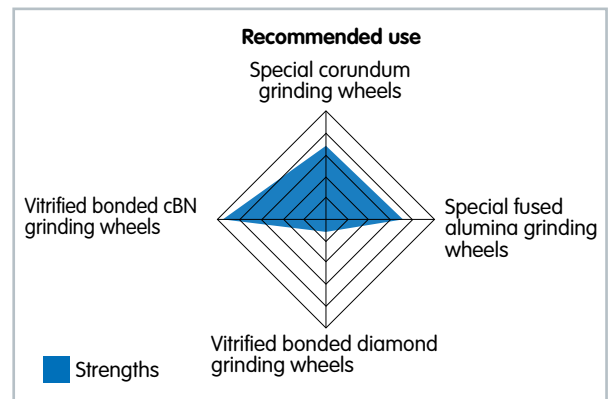 Recommended use
Special corundum
grinding wheels
Vitrified bonded cBN
grinding wheels
Special fused
alumina grinding
wheels
Vitrified bonded diamond
grinding wheels
Strengths